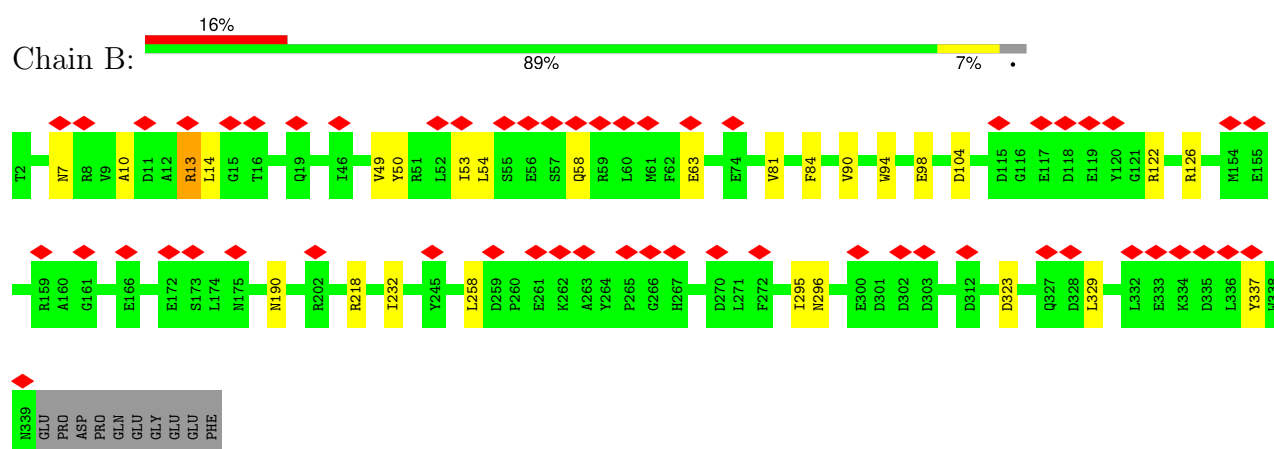 16%
Chain B:
89% 7% •
T2 N7 R8 V9 A10 D11 A12 R13 L14 G15 T16 Q19 I46 V49 Y50 R51 L52 I53 L54 S55 E56 S57 Q58 R59 L60 M61 F62 E63 E74 V81 F84 V90 W94 E98 D104 D115 G116 E117 D118 E119 Y120 G121 R122 R126 M154 E155
R159 A160 G161 E166 E172 S173 L174 N175 N190 R202 R218 I232 Y245 L258 D259 P260 E261 K262 A263 Y264 P265 G266 H267 D270 L271 F272 I295 N296 E300 D301 D302 D303 D312 D323 Q327 D328 L329 L332 E333 K334 D335 L336 Y337 W338
N339 GLU PRO ASP PRO GLN GLU GLY GLU GLU PHE